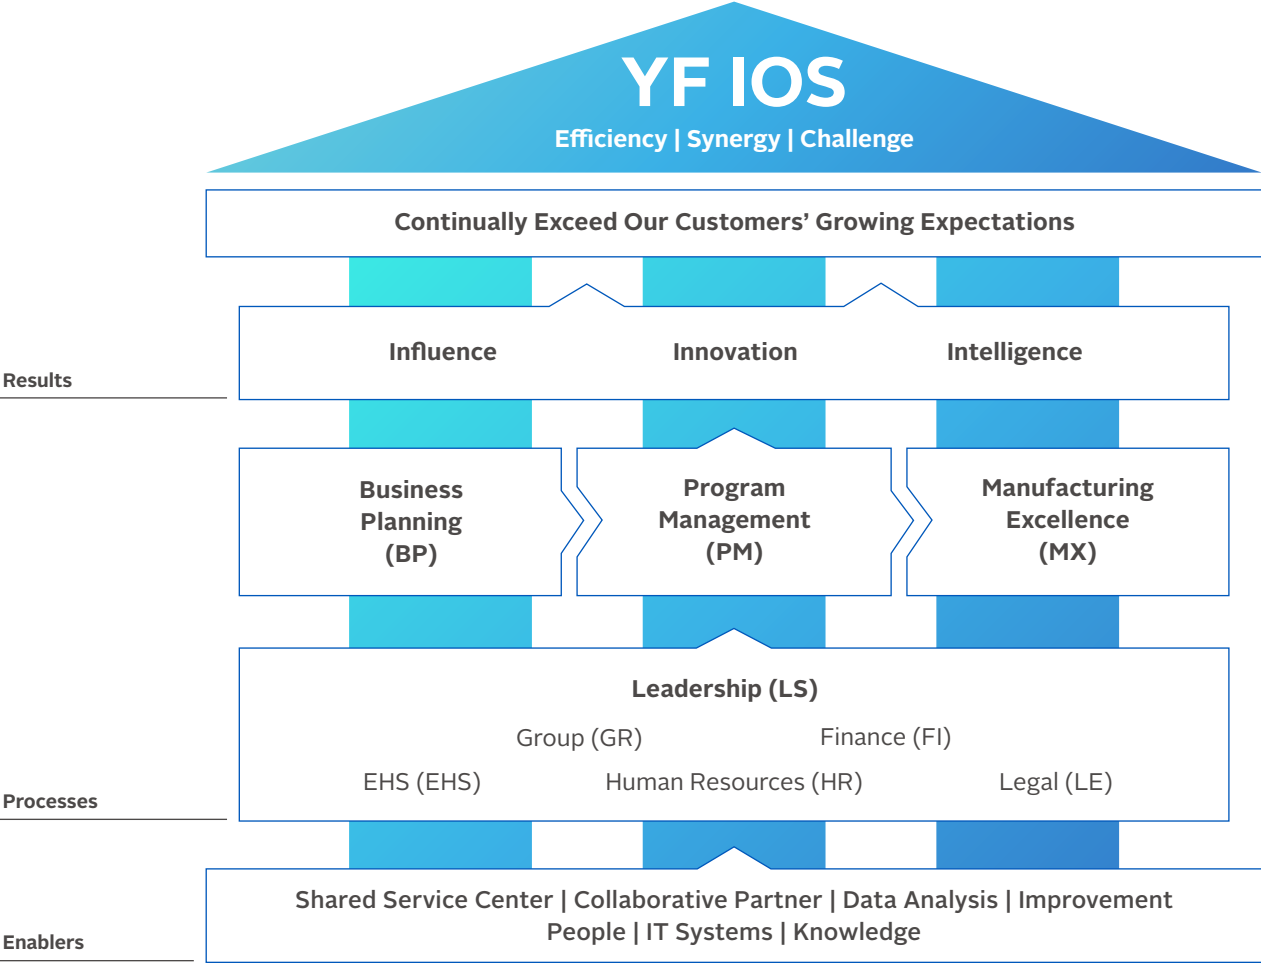 YF IOS
Efficiency | Synergy | Challenge
Continually Exceed Our Customers’ Growing Expectations
Influence
Innovation
Intelligence
Results
Business
Planning
(BP)
Program
Management
(PM)
Manufacturing
Excellence
(MX)
Leadership (LS)
Group (GR)
Finance (FI)
EHS (EHS)
Human Resources (HR)
Legal (LE)
Processes
Shared Service Center | Collaborative Partner | Data Analysis | Improvement
People | IT Systems | Knowledge
Enablers